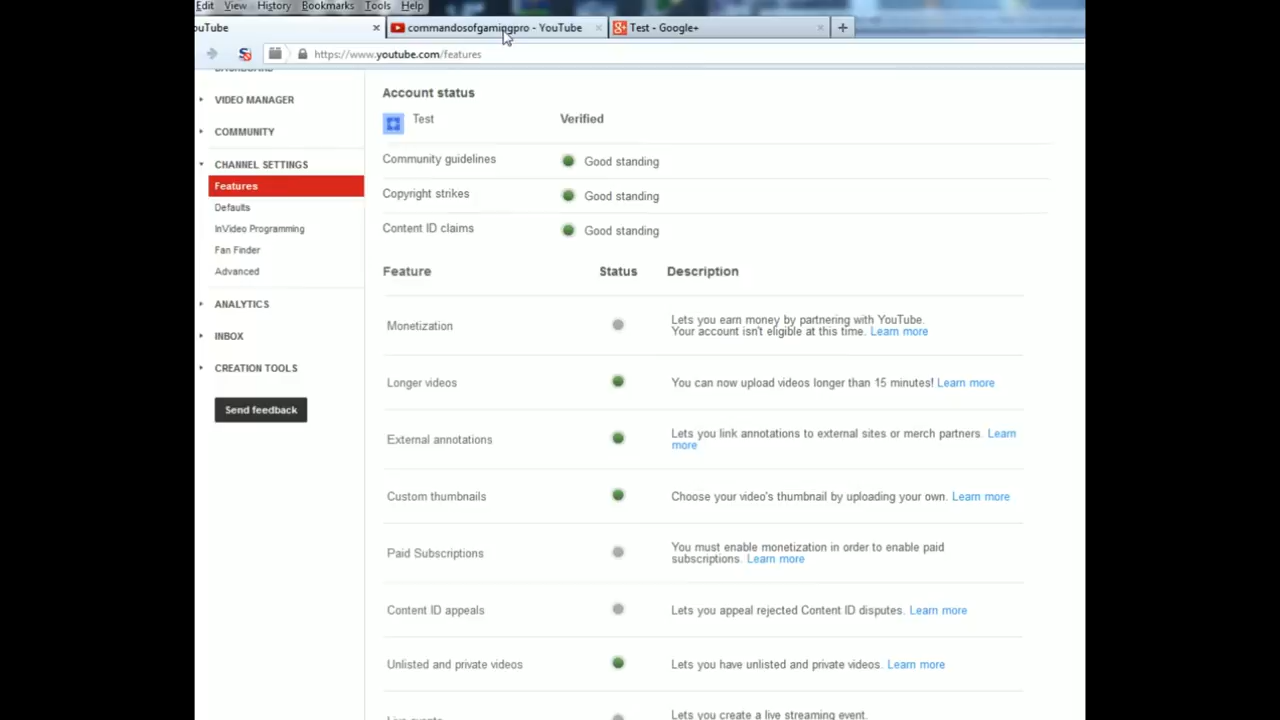 Edit View History Bookmarks Tools Help
ouTube commandosofgamingpro - YouTube Test - Google+
https://www.youtube.com/features
DASHBOARD
VIDEO MANAGER
COMMUNITY
CHANNEL SETTINGS
Features
Defaults
InVideo Programming
Fan Finder
Advanced
ANALYTICS
INBOX
CREATION TOOLS
Send feedback
Account status
Test Verified
Community guidelines Good standing
Copyright strikes Good standing
Content ID claims Good standing
Feature Status Description
Monetization Lets you earn money by partnering with YouTube.
Your account isn't eligible at this time. Learn more
Longer videos You can now upload videos longer than 15 minutes! Learn more
External annotations Lets you link annotations to external sites or merch partners. Learn
more
Custom thumbnails Choose your video's thumbnail by uploading your own. Learn more
Paid Subscriptions You must enable monetization in order to enable paid
subscriptions. Learn more
Content ID appeals Lets you appeal rejected Content ID disputes. Learn more
Unlisted and private videos Lets you have unlisted and private videos. Learn more
Live events Lets you create a live streaming event.